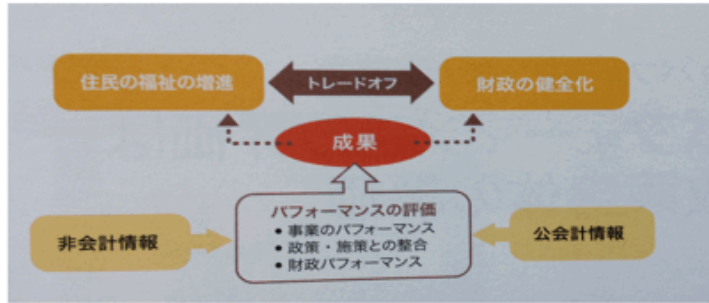 住民の福祉の増進
トレードオフ
財政の健全化
成果
パフォーマンスの評価
● 事業のパフォーマンス
● 政策・施策との整合
● 財政パフォーマンス
非会計情報
公会計情報